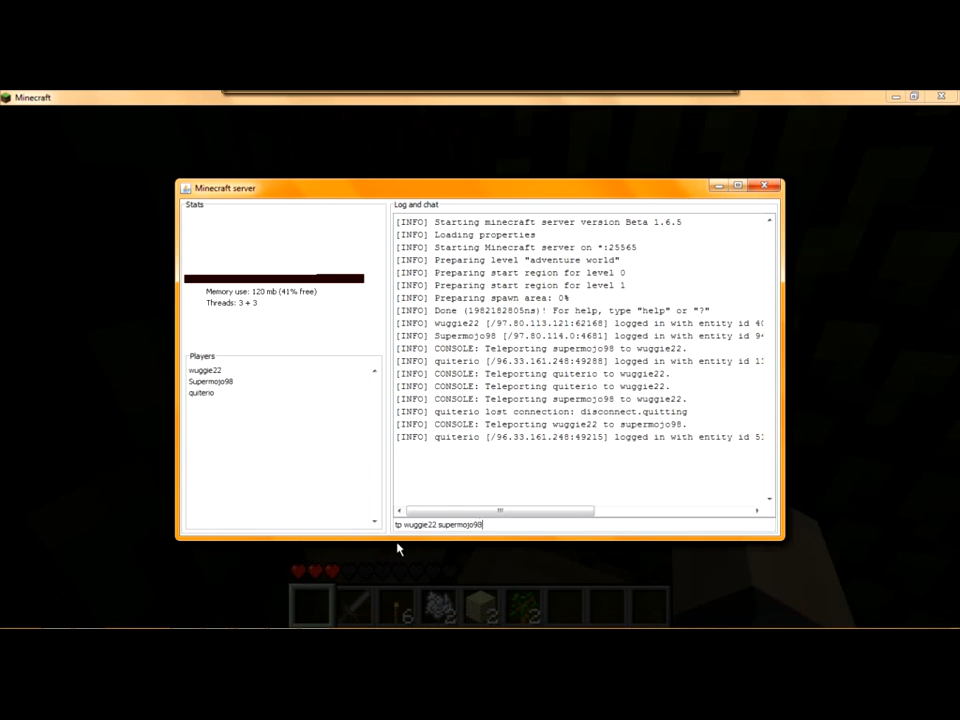 Minecraft
Minecraft server
Stats
Memory use: 120 mb (41% free)
Threads: 3 + 3
Players
wuggie22
Supermojo98
quiterio
Log and chat
[INFO] Starting minecraft server version Beta 1.6.5
[INFO] Loading properties
[INFO] Starting Minecraft server on *:25565
[INFO] Preparing level "adventure world"
[INFO] Preparing start region for level 0
[INFO] Preparing start region for level 1
[INFO] Preparing spawn area: 0%
[INFO] Done (1982182805ns)! For help, type "help" or "?"
[INFO] wuggie22 [/97.80.113.121:62168] logged in with entity id 40
[INFO] Supermojo98 [/97.80.114.0:4681] logged in with entity id 94
[INFO] CONSOLE: Teleporting supermojo98 to wuggie22.
[INFO] quiterio [/96.33.161.248:49288] logged in with entity id 11
[INFO] CONSOLE: Teleporting quiterio to wuggie22.
[INFO] CONSOLE: Teleporting quiterio to wuggie22.
[INFO] CONSOLE: Teleporting supermojo98 to wuggie22.
[INFO] quiterio lost connection: disconnect.quitting
[INFO] CONSOLE: Teleporting wuggie22 to supermojo98.
[INFO] quiterio [/96.33.161.248:49215] logged in with entity id 51
tp wuggie22 supermojo98
6 2 2 2